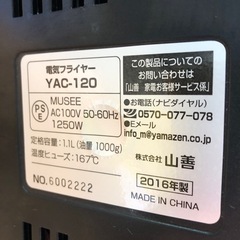 電気フライヤー
YAC-120
PS
E
MUSEE
AC100V 50-60Hz
1250W
定格容量:1.1L(油量 1000g)
温度ヒューズ:167℃
NO.6002222
この製品についての
お問い合わせは
「山善 家電お客様サービス係」
●お電話(ナビダイヤル)
0570-077-078
●Eメール
info@yamazen.co.jp
株式会社 山善
2016年製
MADE IN CHINA